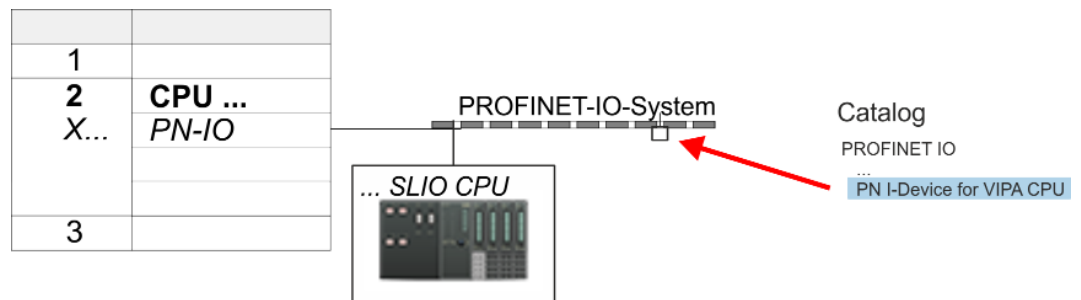 1
2 CPU ...
X... PN-IO
3
PROFINET-IO-System
... SLIO CPU
Catalog
PROFINET IO
...
PN I-Device for VIPA CPU